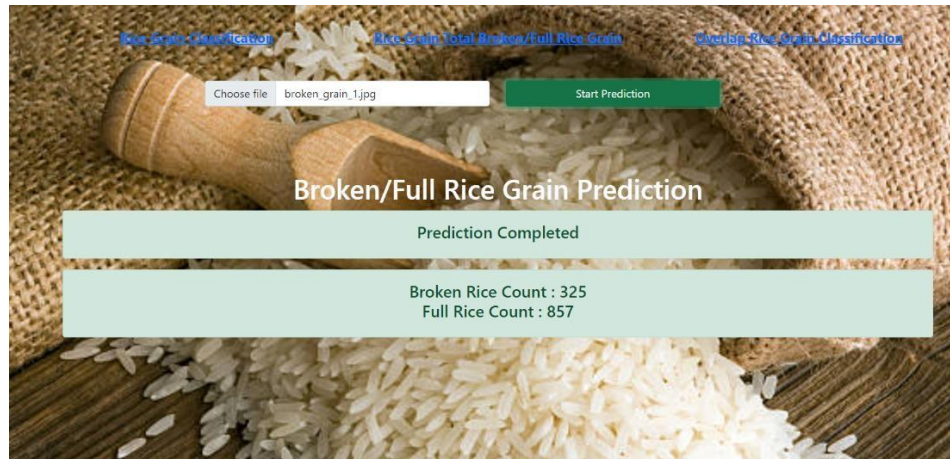 Rice Grain Classification Rice Grain Total Broken/Full Rice Grain Overlap Rice Grain Classification
Choose file broken_grain_1.jpg Start Prediction
Broken/Full Rice Grain Prediction
Prediction Completed
Broken Rice Count : 325
Full Rice Count : 857